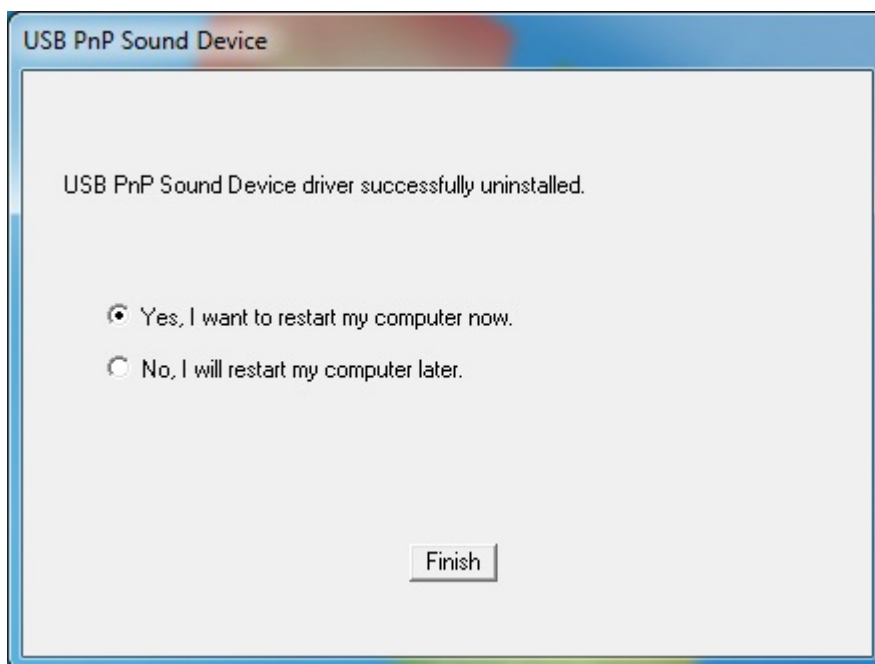 USB PnP Sound Device
USB PnP Sound Device driver successfully uninstalled.
Yes, I want to restart my computer now.
No, I will restart my computer later.
Finish